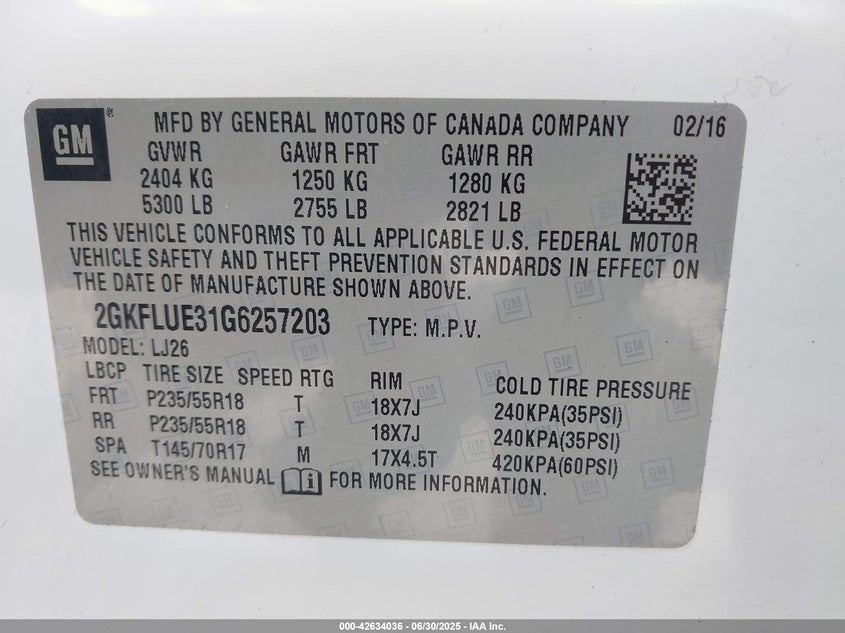 GM
®
MFD BY GENERAL MOTORS OF CANADA COMPANY 02/16
GVWR GAWR FRT GAWR RR
2404 KG 1250 KG 1280 KG
5300 LB 2755 LB 2821 LB
THIS VEHICLE CONFORMS TO ALL APPLICABLE U.S. FEDERAL MOTOR
VEHICLE SAFETY AND THEFT PREVENTION STANDARDS IN EFFECT ON
THE DATE OF MANUFACTURE SHOWN ABOVE.
2GKFLUE31G6257203 TYPE: M.P.V.
MODEL: LJ26
LBCP TIRE SIZE SPEED RTG RIM COLD TIRE PRESSURE
FRT P235/55R18 T 18X7J 240KPA(35PSI)
RR P235/55R18 T 18X7J 240KPA(35PSI)
SPA T145/70R17 M 17X4.5T 420KPA(60PSI)
SEE OWNER'S MANUAL i FOR MORE INFORMATION.
000-42634036 - 06/30/2025 - IAA Inc.